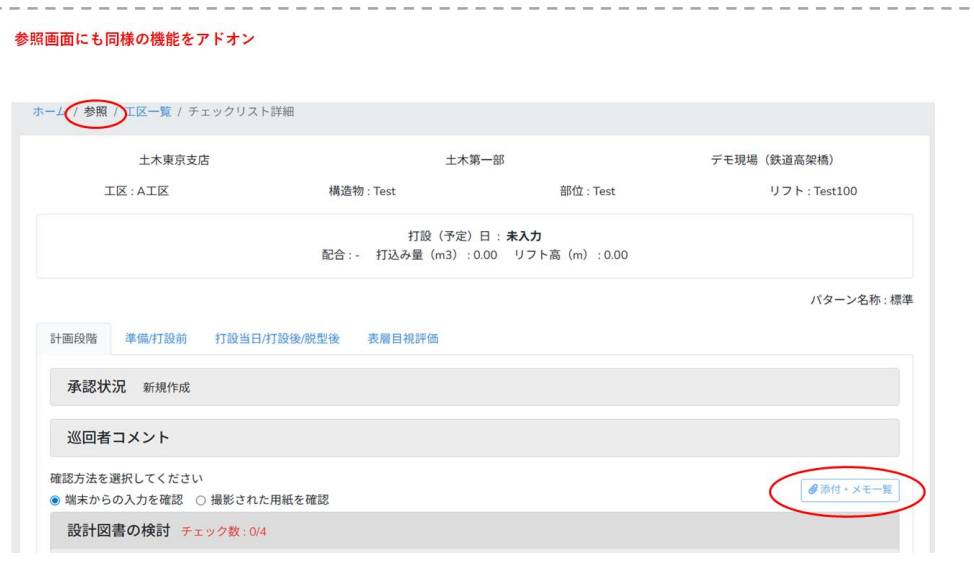 参照画面にも同様の機能をアドオン
ホーム / 参照 / 工区一覧 / チェックリスト詳細
土木東京支店 土木第一部 デモ現場（鉄道高架橋）
工区 : A工区 構造物 : Test 部位 : Test リフト : Test100
打設（予定）日 : 未入力
配合 : - 打込み量（m3） : 0.00 リフト高（m） : 0.00
パターン名称 : 標準
計画段階 準備/打設前 打設当日/打設後/脱型後 表層目視評価
承認状況 新規作成
巡回者コメント
確認方法を選択してください
端末からの入力を確認 撮影された用紙を確認
添付・メモ一覧
設計図書の検討 チェック数 : 0/4